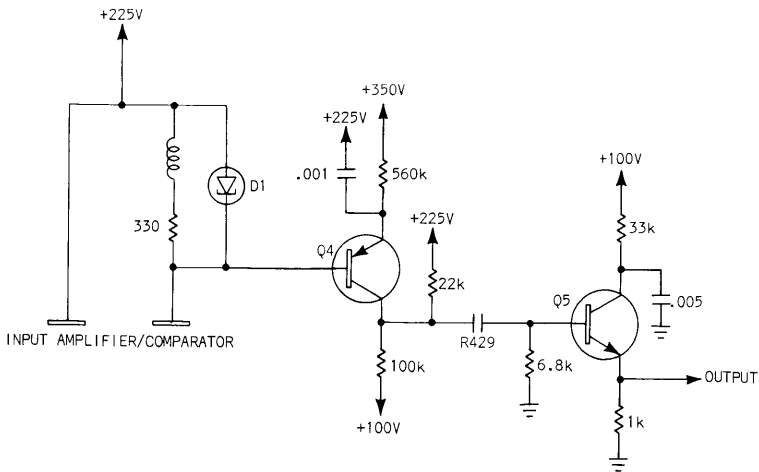 +225V
+350V
+225V
+100V
.001
560k
D1
330
+225V
33k
Q4
22k
Q5
.005
INPUT AMPLIFIER/COMPARATOR
R429
100k
6.8k
OUTPUT
1k
+100V